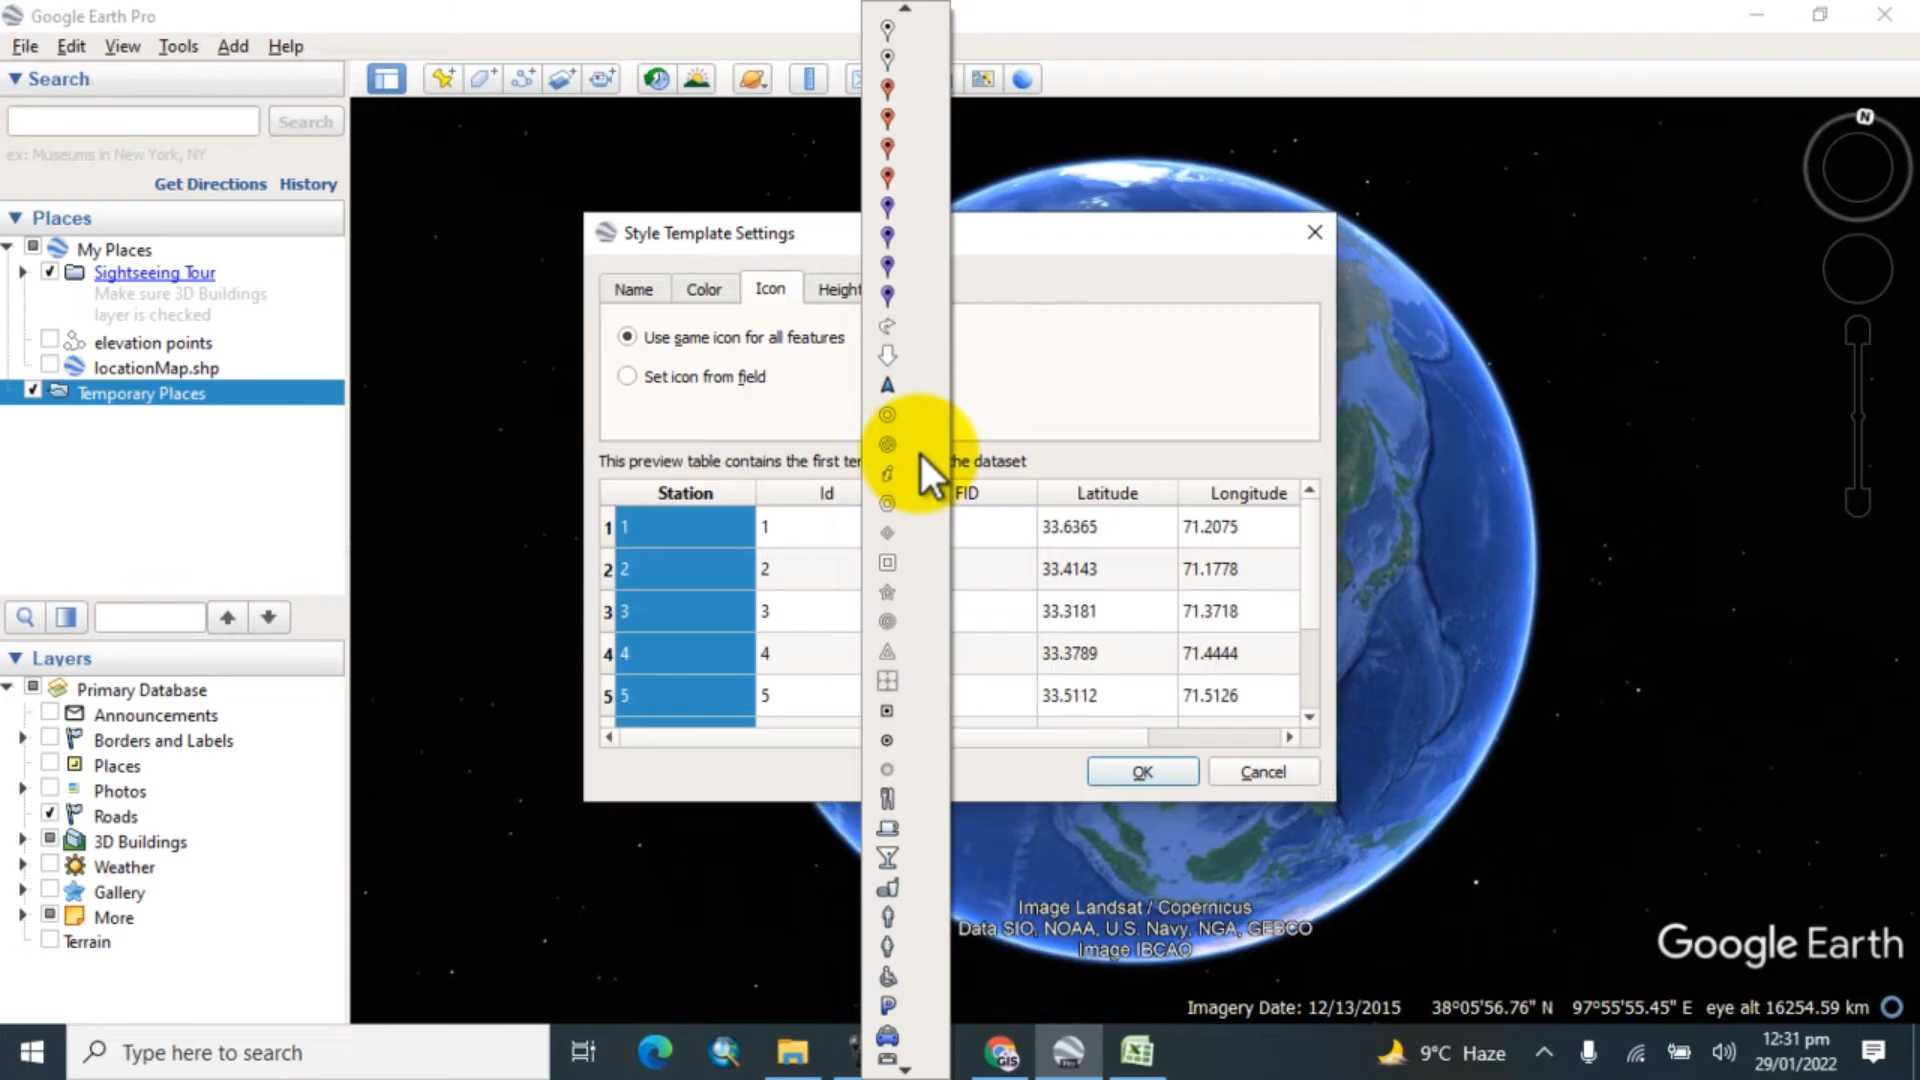 Google Earth Pro
File Edit View Tools Add Help
Search
Search
ex: Museums in New York, NY
Get Directions History
Places
My Places
Sightseeing Tour
Make sure 3D Buildings
layer is checked
elevation points
locationMap.shp
Temporary Places
Layers
Primary Database
Announcements
Borders and Labels
Places
Photos
Roads
3D Buildings
Weather
Gallery
More
Terrain
N
Style Template Settings
Name Color Icon Height
Use same icon for all features
Set icon from field
This preview table contains the first te he dataset
Station Id FID Latitude Longitude
1 1 1 33.6365 71.2075
2 2 2 33.4143 71.1778
3 3 3 33.3181 71.3718
4 4 4 33.3789 71.4444
5 5 5 33.5112 71.5126
OK Cancel
P
Image Landsat / Copernicus
Data SIO, NOAA, U.S. Navy, NGA, GEBCO
Image IBCAO
Google Earth
Imagery Date: 12/13/2015 38°05'56.76" N 97°55'55.45" E eye alt 16254.59 km
Type here to search
GIS
PRO
9°C Haze
12:31 pm
29/01/2022